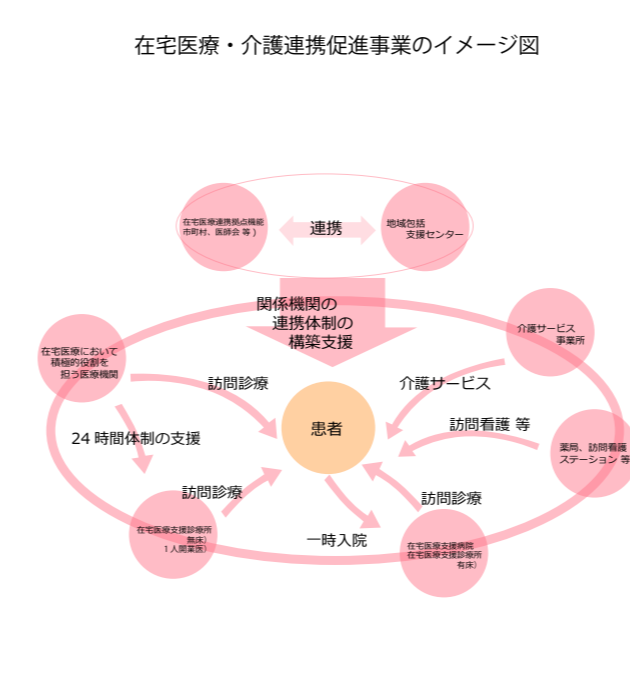 在宅医療・介護連携促進事業のイメージ図
在宅医療連携拠点機能
市町村、医師会 等 )
連携
地域包括
支援センター
関係機関の
連携体制の
構築支援
介護サービス
事業所
在宅医療において
積極的役割を
担う医療機関
訪問診療
介護サービス
患者
訪問看護 等
24 時間体制の支援
薬局、訪問看護
ステーション 等
訪問診療
訪問診療
在宅医療支援診療所
無床）
１人開業医）
一時入院
在宅医療支援病院
在宅医療支援診療所
有床）